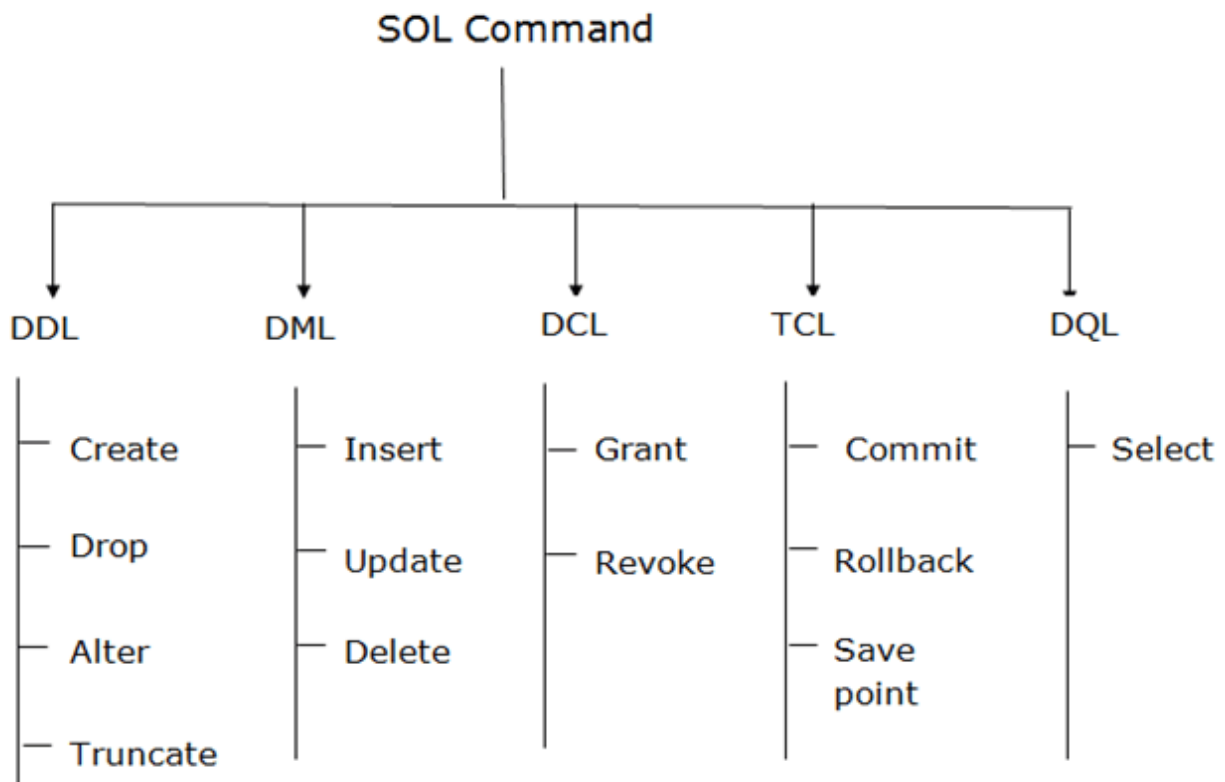 SOL Command
DDL
DML
DCL
TCL
DQL
Create
Drop
Alter
Truncate
Insert
Update
Delete
Grant
Revoke
Commit
Rollback
Save
point
Select